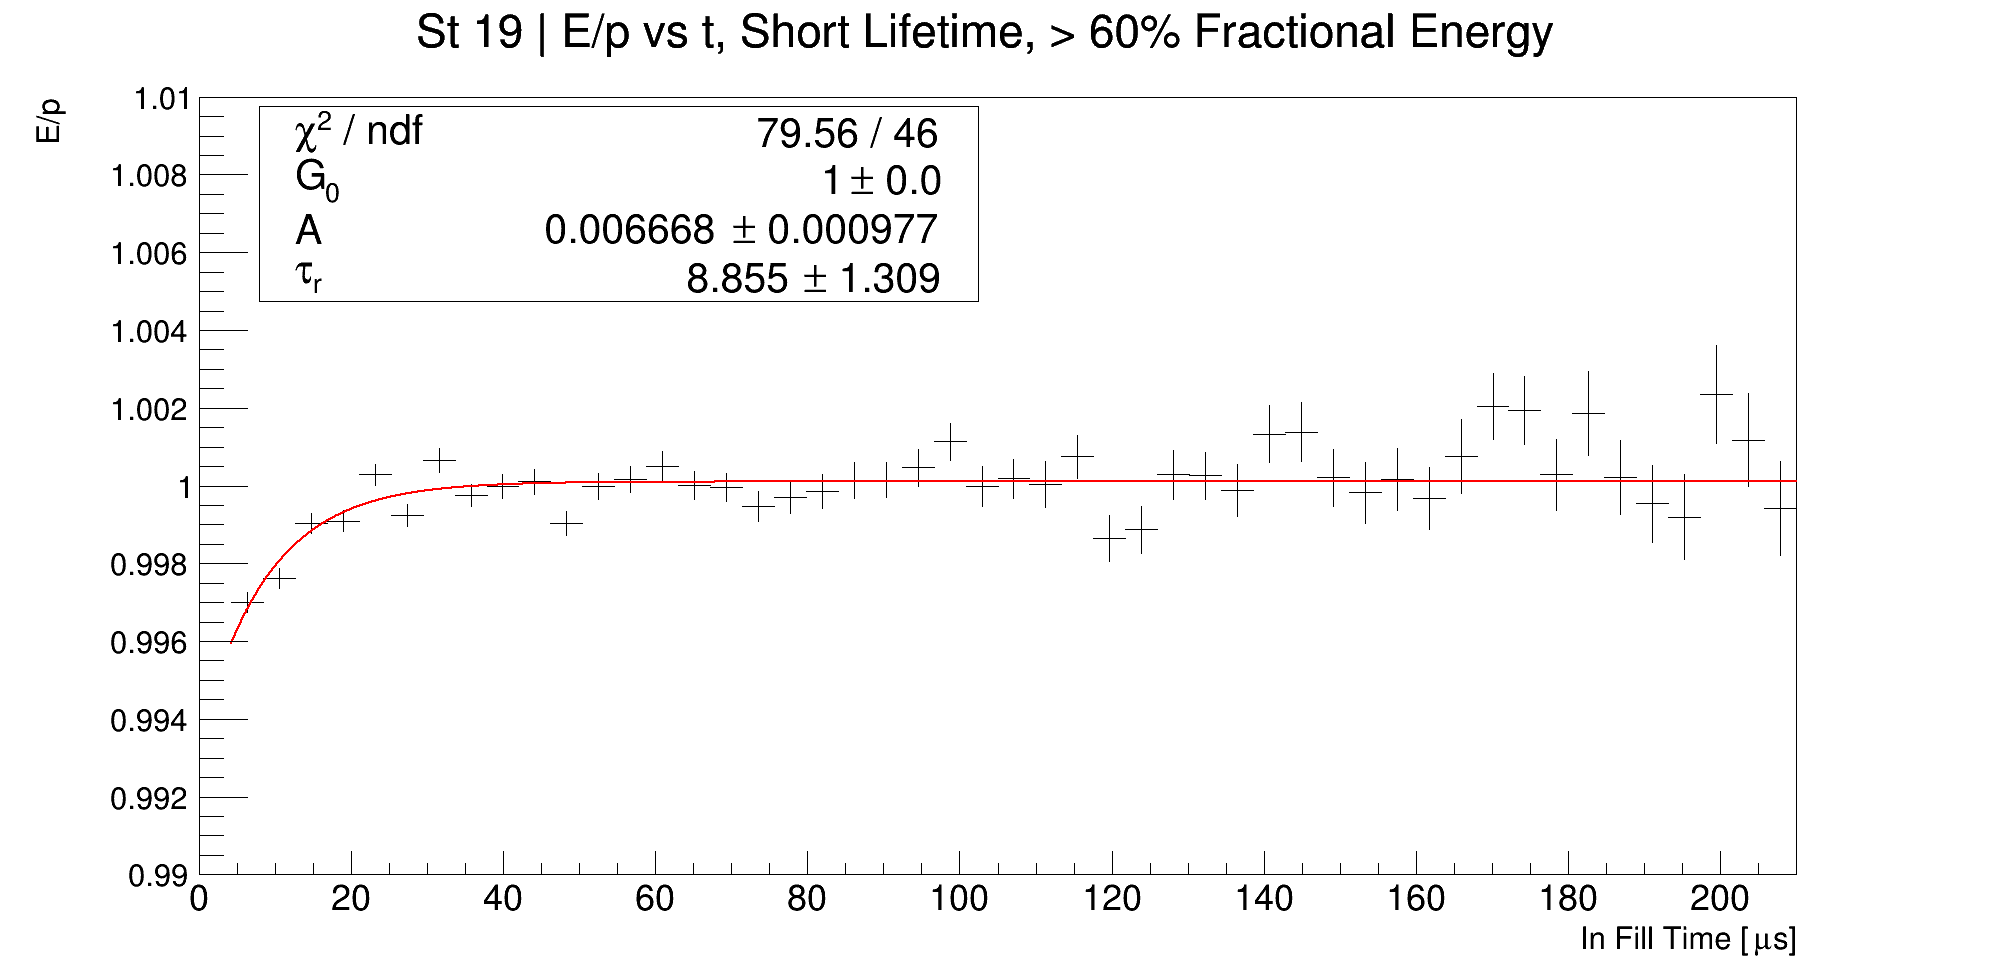 St 19 | E/p vs t, Short Lifetime, > 60% Fractional Energy
E/p
χ² / ndf 79.56 / 46
G₀ 1 ± 0.0
A 0.006668 ± 0.000977
τᵣ 8.855 ± 1.309
1.01
1.008
1.006
1.004
1.002
1
0.998
0.996
0.994
0.992
0.99
0 20 40 60 80 100 120 140 160 180 200
In Fill Time [μs]